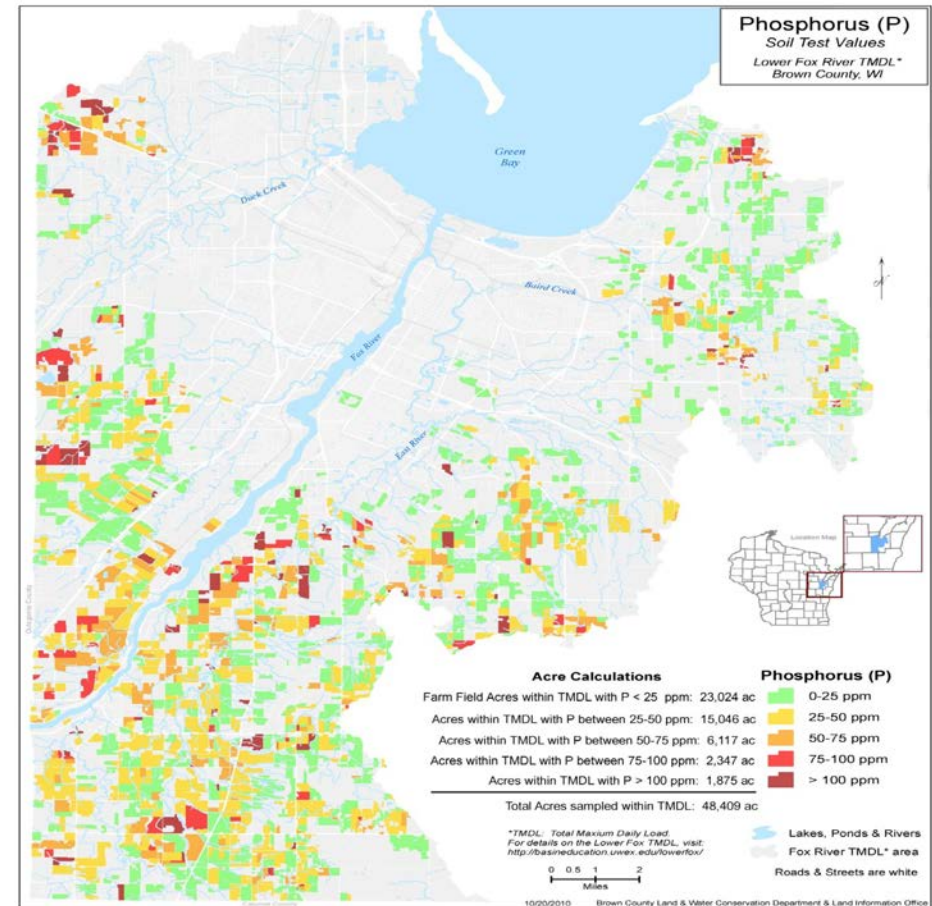 Phosphorus (P)
Soil Test Values
Lower Fox River TMDL*
Brown County, WI
Green
Bay
Duck Creek
Baird Creek
Fox River
East River
Location Map
Outagamie County
Acre Calculations
Farm Field Acres within TMDL with P < 25 ppm: 23,024 ac
Acres within TMDL with P between 25-50 ppm: 15,046 ac
Acres within TMDL with P between 50-75 ppm: 6,117 ac
Acres within TMDL with P between 75-100 ppm: 2,347 ac
Acres within TMDL with P > 100 ppm: 1,875 ac
Total Acres sampled within TMDL: 48,409 ac
Phosphorus (P)
0-25 ppm
25-50 ppm
50-75 ppm
75-100 ppm
> 100 ppm
*TMDL: Total Maxium Daily Load.
For details on the Lower Fox TMDL, visit:
http://basineducation.uwex.edu/lowerfox/
0 0.5 1 2
Miles
Lakes, Ponds & Rivers
Fox River TMDL* area
Roads & Streets are white
10/20/2010 Brown County Land & Water Conservation Department & Land Information Office